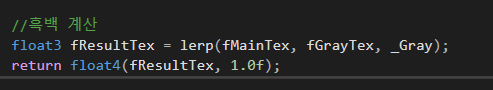 //흑백 계산
float3 fResultTex = lerp(fMainTex, fGrayTex, _Gray);
return float4(fResultTex, 1.0f);